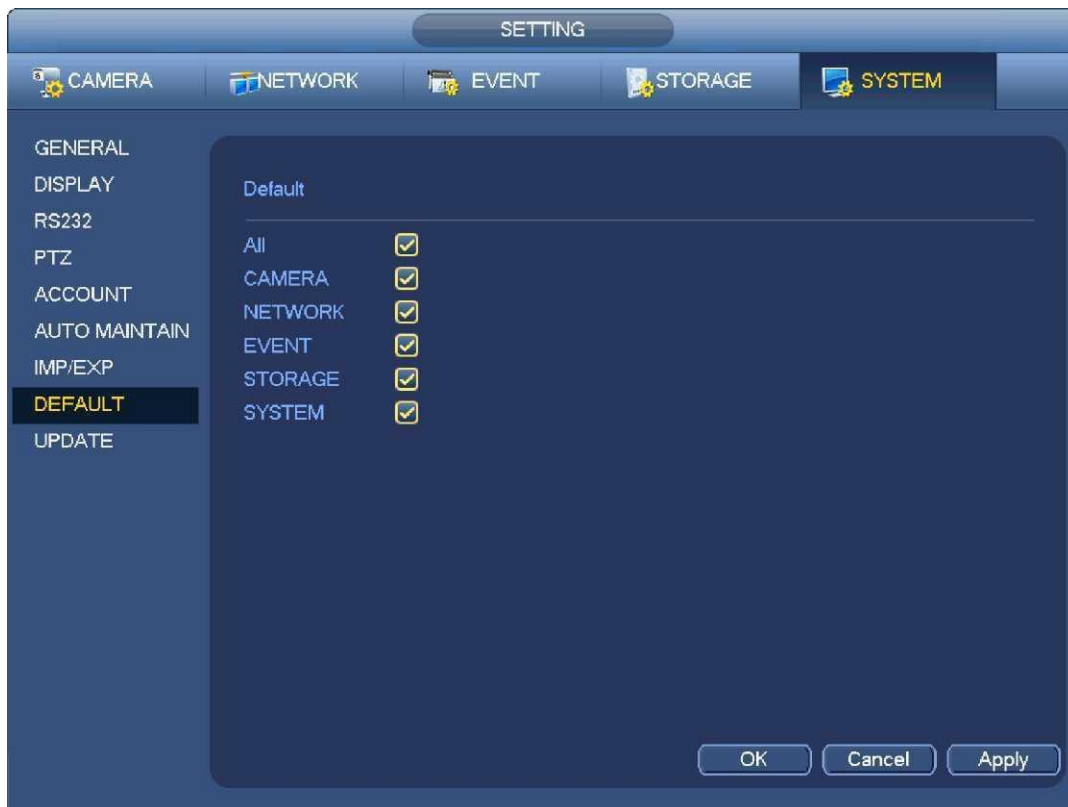 SETTING
CAMERA NETWORK EVENT STORAGE SYSTEM
GENERAL
DISPLAY
RS232
PTZ
ACCOUNT
AUTO MAINTAIN
IMP/EXP
DEFAULT
UPDATE
Default
All
CAMERA
NETWORK
EVENT
STORAGE
SYSTEM
OK Cancel Apply